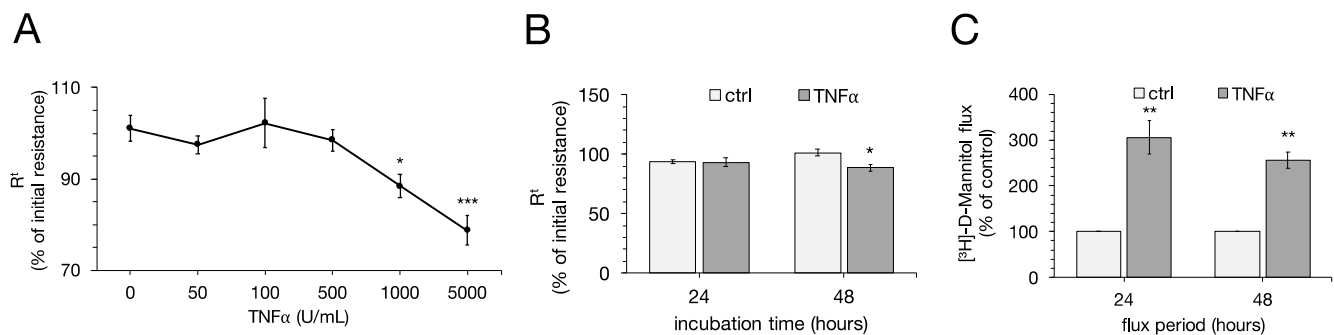 A
110
90
70
Rᵗ
(% of initial resistance)
*
***
0 50 100 500 1000 5000
TNFα (U/mL)
B
ctrl TNFα
150
100
50
0
Rᵗ
(% of initial resistance)
*
24 48
incubation time (hours)
C
ctrl TNFα
400
300
200
100
0
[³H]-D-Mannitol flux
(% of control)
**
**
24 48
flux period (hours)